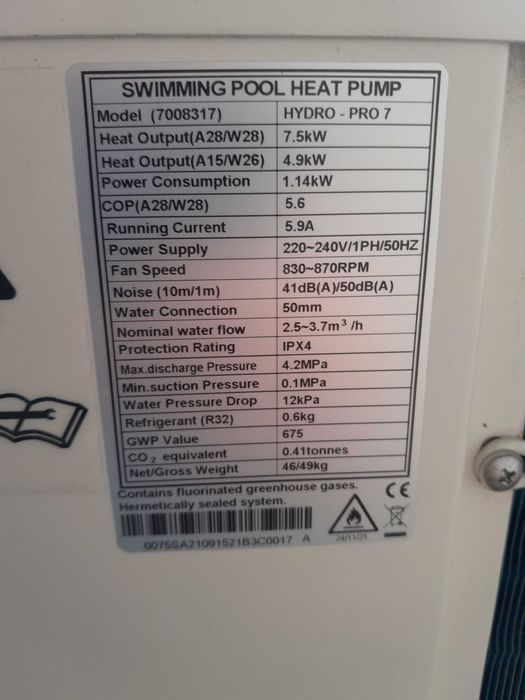 SWIMMING POOL HEAT PUMP
Model (7008317) HYDRO - PRO 7
Heat Output(A28/W28) 7.5kW
Heat Output(A15/W26) 4.9kW
Power Consumption 1.14kW
COP(A28/W28) 5.6
Running Current 5.9A
Power Supply 220~240V/1PH/50HZ
Fan Speed 830~870RPM
Noise (10m/1m) 41dB(A)/50dB(A)
Water Connection 50mm
Nominal water flow 2.5~3.7m³ /h
Protection Rating IPX4
Max.discharge Pressure 4.2MPa
Min.suction Pressure 0.1MPa
Water Pressure Drop 12kPa
Refrigerant (R32) 0.6kg
GWP Value 675
CO₂ equivalent 0.41tonnes
Net/Gross Weight 46/49kg
Contains fluorinated greenhouse gases.
Hermetically sealed system.
CE
0075SA21091521B3C0017 A
24/11/21